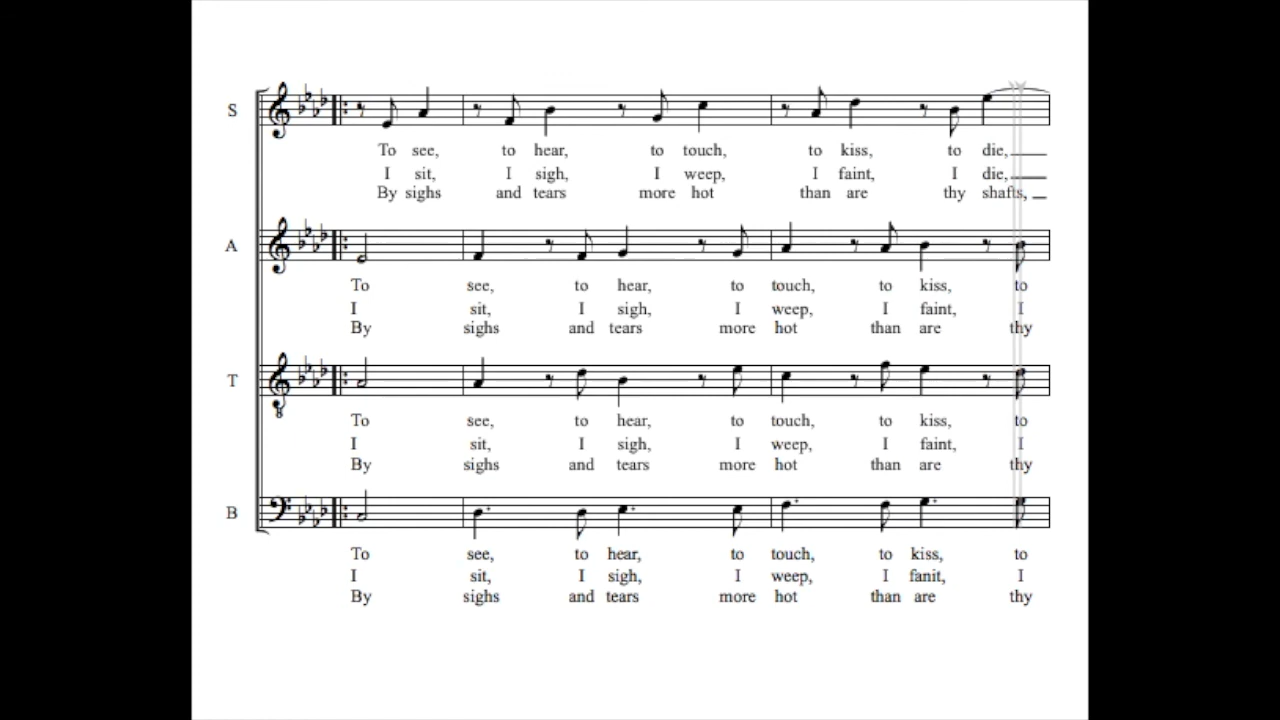 S
To see, to hear, to touch, to kiss, to die,
I sit, I sigh, I weep, I faint, I die,
By sighs and tears more hot than are thy shafts,
A
To see, to hear, to touch, to kiss, to
I sit, I sigh, I weep, I faint, I
By sighs and tears more hot than are thy
T
8
To see, to hear, to touch, to kiss, to
I sit, I sigh, I weep, I faint, I
By sighs and tears more hot than are thy
B
To see, to hear, to touch, to kiss, to
I sit, I sigh, I weep, I fanit, I
By sighs and tears more hot than are thy